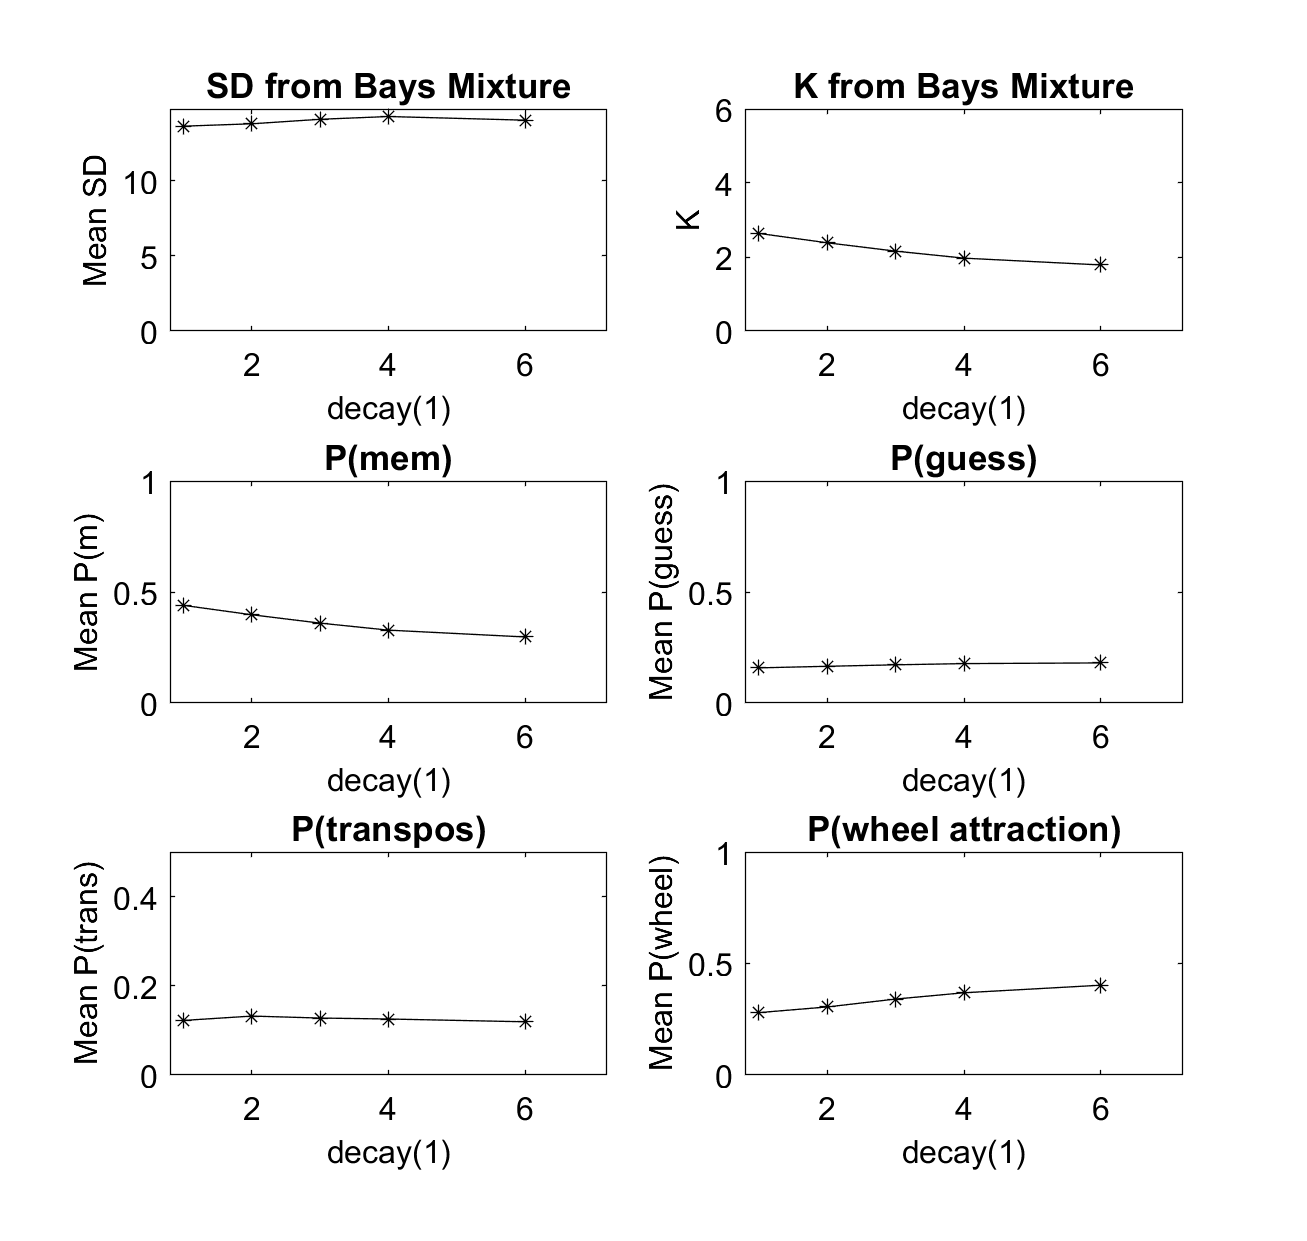 SD from Bays Mixture
Mean SD
10
5
0
2 4 6
decay(1)
K from Bays Mixture
K
6
4
2
0
2 4 6
decay(1)
P(mem)
Mean P(m)
1
0.5
0
2 4 6
decay(1)
P(guess)
Mean P(guess)
1
0.5
0
2 4 6
decay(1)
P(transpos)
Mean P(trans)
0.4
0.2
0
2 4 6
decay(1)
P(wheel attraction)
Mean P(wheel)
1
0.5
0
2 4 6
decay(1)